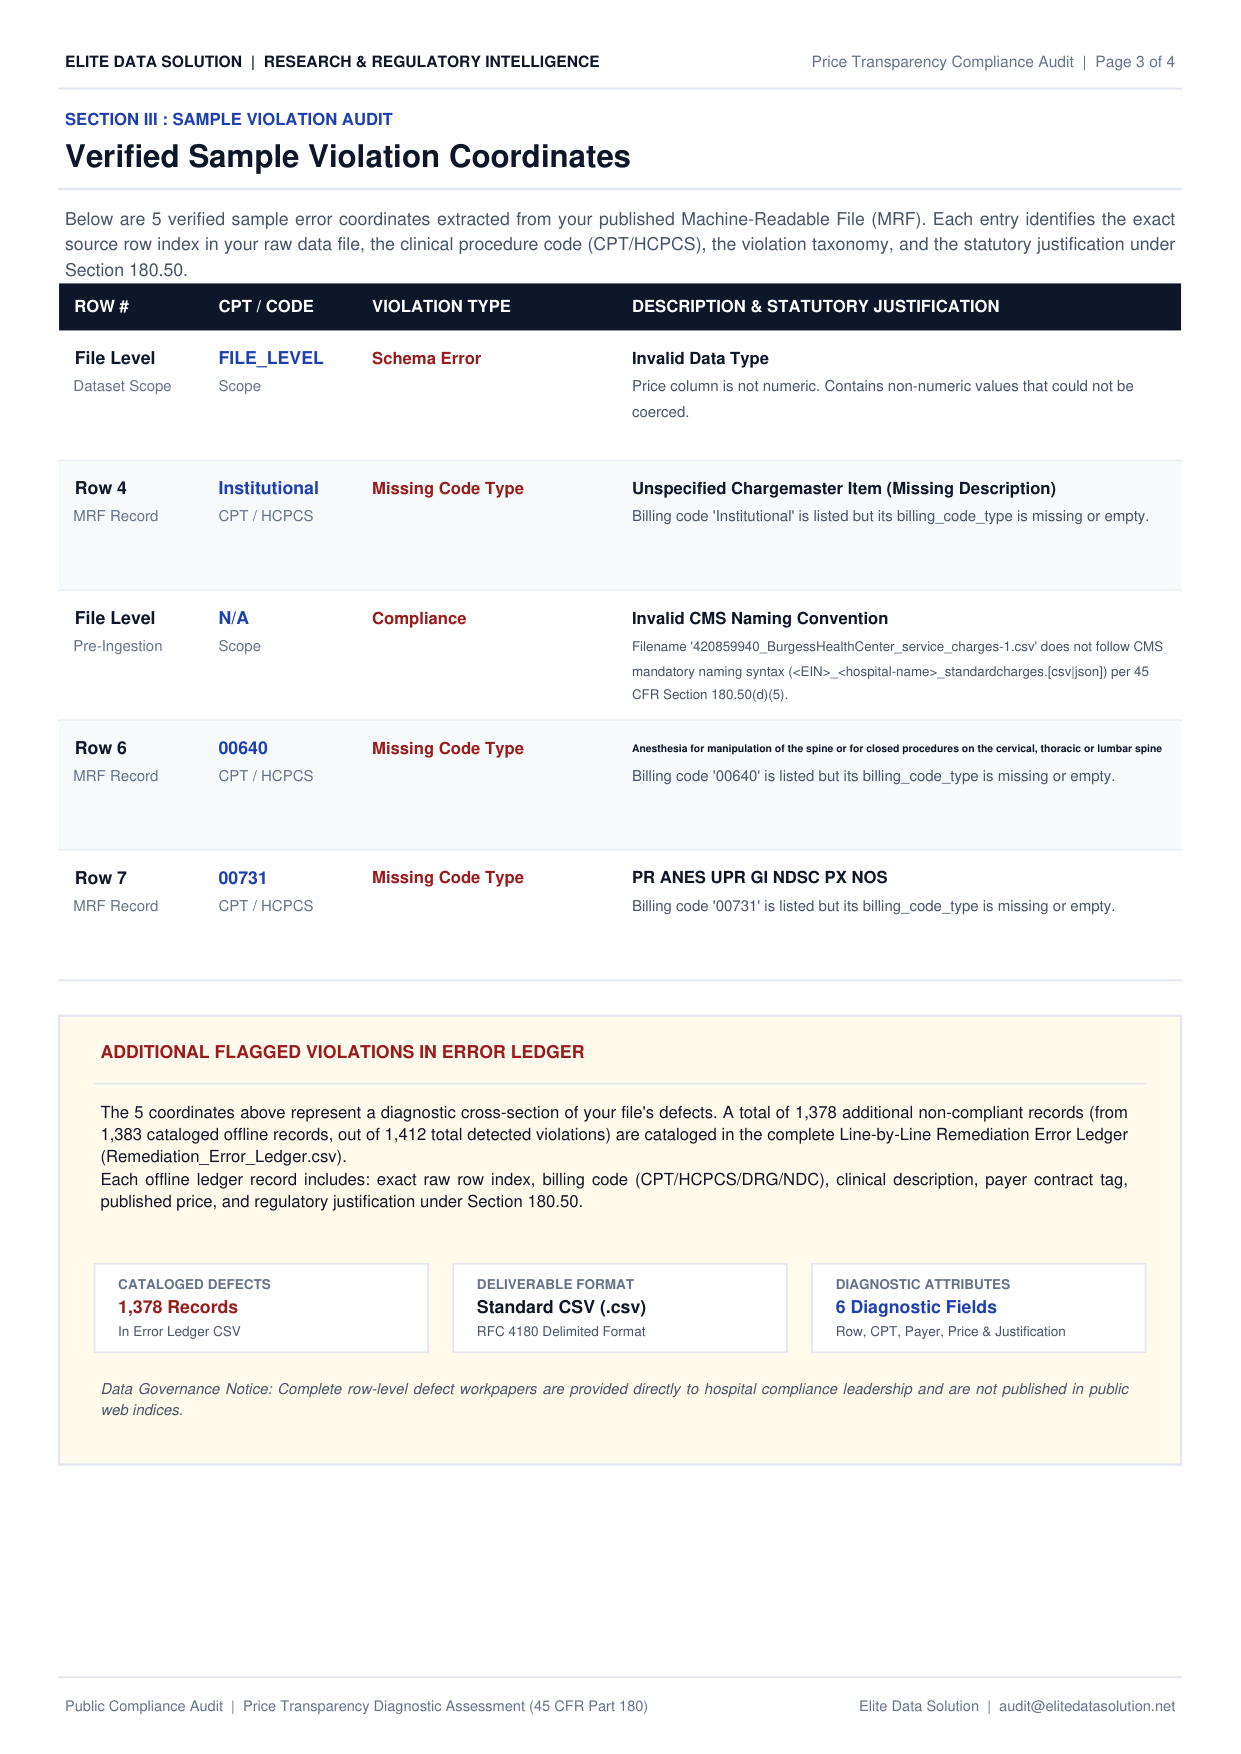 ELITE DATA SOLUTION | RESEARCH & REGULATORY INTELLIGENCE
Price Transparency Compliance Audit | Page 3 of 4
SECTION III : SAMPLE VIOLATION AUDIT
Verified Sample Violation Coordinates
Below are 5 verified sample error coordinates extracted from your published Machine-Readable File (MRF). Each entry identifies the exact
source row index in your raw data file, the clinical procedure code (CPT/HCPCS), the violation taxonomy, and the statutory justification under
Section 180.50.
ROW # CPT / CODE VIOLATION TYPE DESCRIPTION & STATUTORY JUSTIFICATION
File Level FILE_LEVEL Schema Error Invalid Data Type
Dataset Scope Scope Price column is not numeric. Contains non-numeric values that could not be
coerced.
Row 4 Institutional Missing Code Type Unspecified Chargemaster Item (Missing Description)
MRF Record CPT / HCPCS Billing code 'Institutional' is listed but its billing_code_type is missing or empty.
File Level N/A Compliance Invalid CMS Naming Convention
Pre-Ingestion Scope Filename '420859940_BurgessHealthCenter_service_charges-1.csv' does not follow CMS
mandatory naming syntax (<EIN>_<hospital-name>_standardcharges.[csv|json]) per 45
CFR Section 180.50(d)(5).
Row 6 00640 Missing Code Type Anesthesia for manipulation of the spine or for closed procedures on the cervical, thoracic or lumbar spine
MRF Record CPT / HCPCS Billing code '00640' is listed but its billing_code_type is missing or empty.
Row 7 00731 Missing Code Type PR ANES UPR GI NDSC PX NOS
MRF Record CPT / HCPCS Billing code '00731' is listed but its billing_code_type is missing or empty.
ADDITIONAL FLAGGED VIOLATIONS IN ERROR LEDGER
The 5 coordinates above represent a diagnostic cross-section of your file's defects. A total of 1,378 additional non-compliant records (from
1,383 cataloged offline records, out of 1,412 total detected violations) are cataloged in the complete Line-by-Line Remediation Error Ledger
(Remediation_Error_Ledger.csv).
Each offline ledger record includes: exact raw row index, billing code (CPT/HCPCS/DRG/NDC), clinical description, payer contract tag,
published price, and regulatory justification under Section 180.50.
CATALOGED DEFECTS DELIVERABLE FORMAT DIAGNOSTIC ATTRIBUTES
1,378 Records Standard CSV (.csv) 6 Diagnostic Fields
In Error Ledger CSV RFC 4180 Delimited Format Row, CPT, Payer, Price & Justification
Data Governance Notice: Complete row-level defect workpapers are provided directly to hospital compliance leadership and are not published in public
web indices.
Public Compliance Audit | Price Transparency Diagnostic Assessment (45 CFR Part 180)
Elite Data Solution | audit@elitedatasolution.net